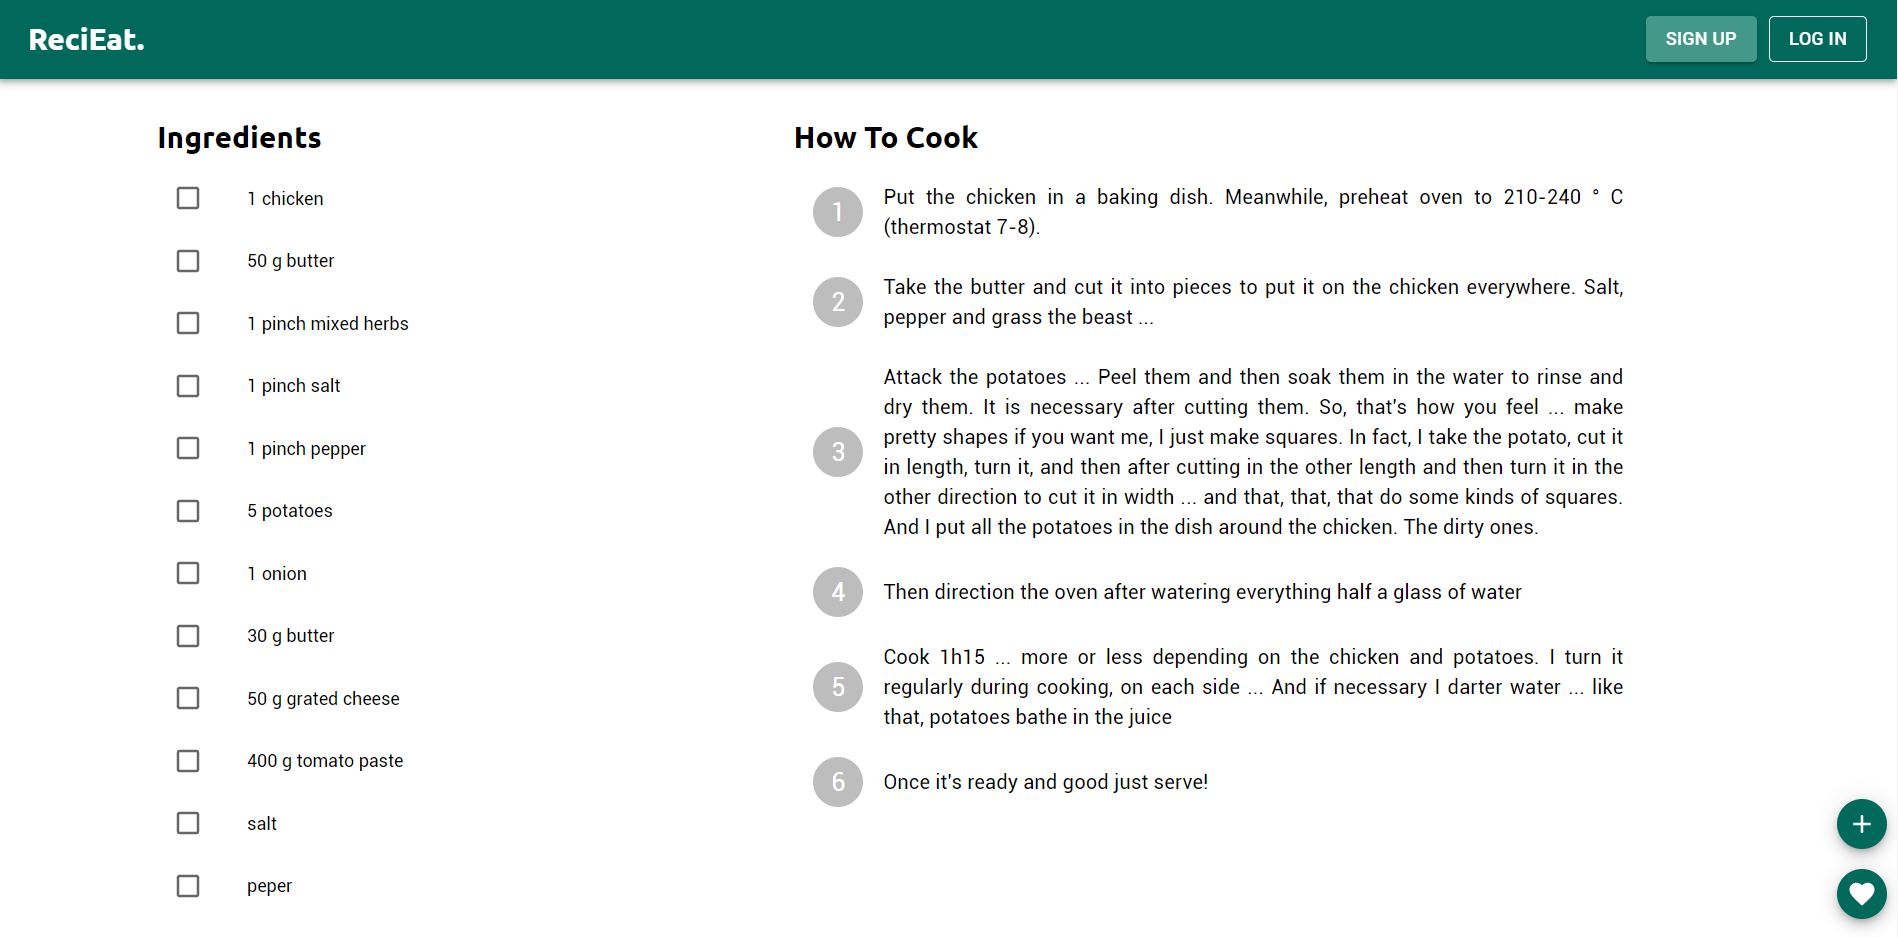 ReciEat.
SIGN UP
LOG IN
Ingredients
1 chicken
50 g butter
1 pinch mixed herbs
1 pinch salt
1 pinch pepper
5 potatoes
1 onion
30 g butter
50 g grated cheese
400 g tomato paste
salt
peper
How To Cook
1
Put the chicken in a baking dish. Meanwhile, preheat oven to 210-240 ° C
(thermostat 7-8).
2
Take the butter and cut it into pieces to put it on the chicken everywhere. Salt,
pepper and grass the beast ...
3
Attack the potatoes ... Peel them and then soak them in the water to rinse and
dry them. It is necessary after cutting them. So, that's how you feel ... make
pretty shapes if you want me, I just make squares. In fact, I take the potato, cut it
in length, turn it, and then after cutting in the other length and then turn it in the
other direction to cut it in width ... and that, that, that do some kinds of squares.
And I put all the potatoes in the dish around the chicken. The dirty ones.
4
Then direction the oven after watering everything half a glass of water
5
Cook 1h15 ... more or less depending on the chicken and potatoes. I turn it
regularly during cooking, on each side ... And if necessary I darter water ... like
that, potatoes bathe in the juice
6
Once it's ready and good just serve!